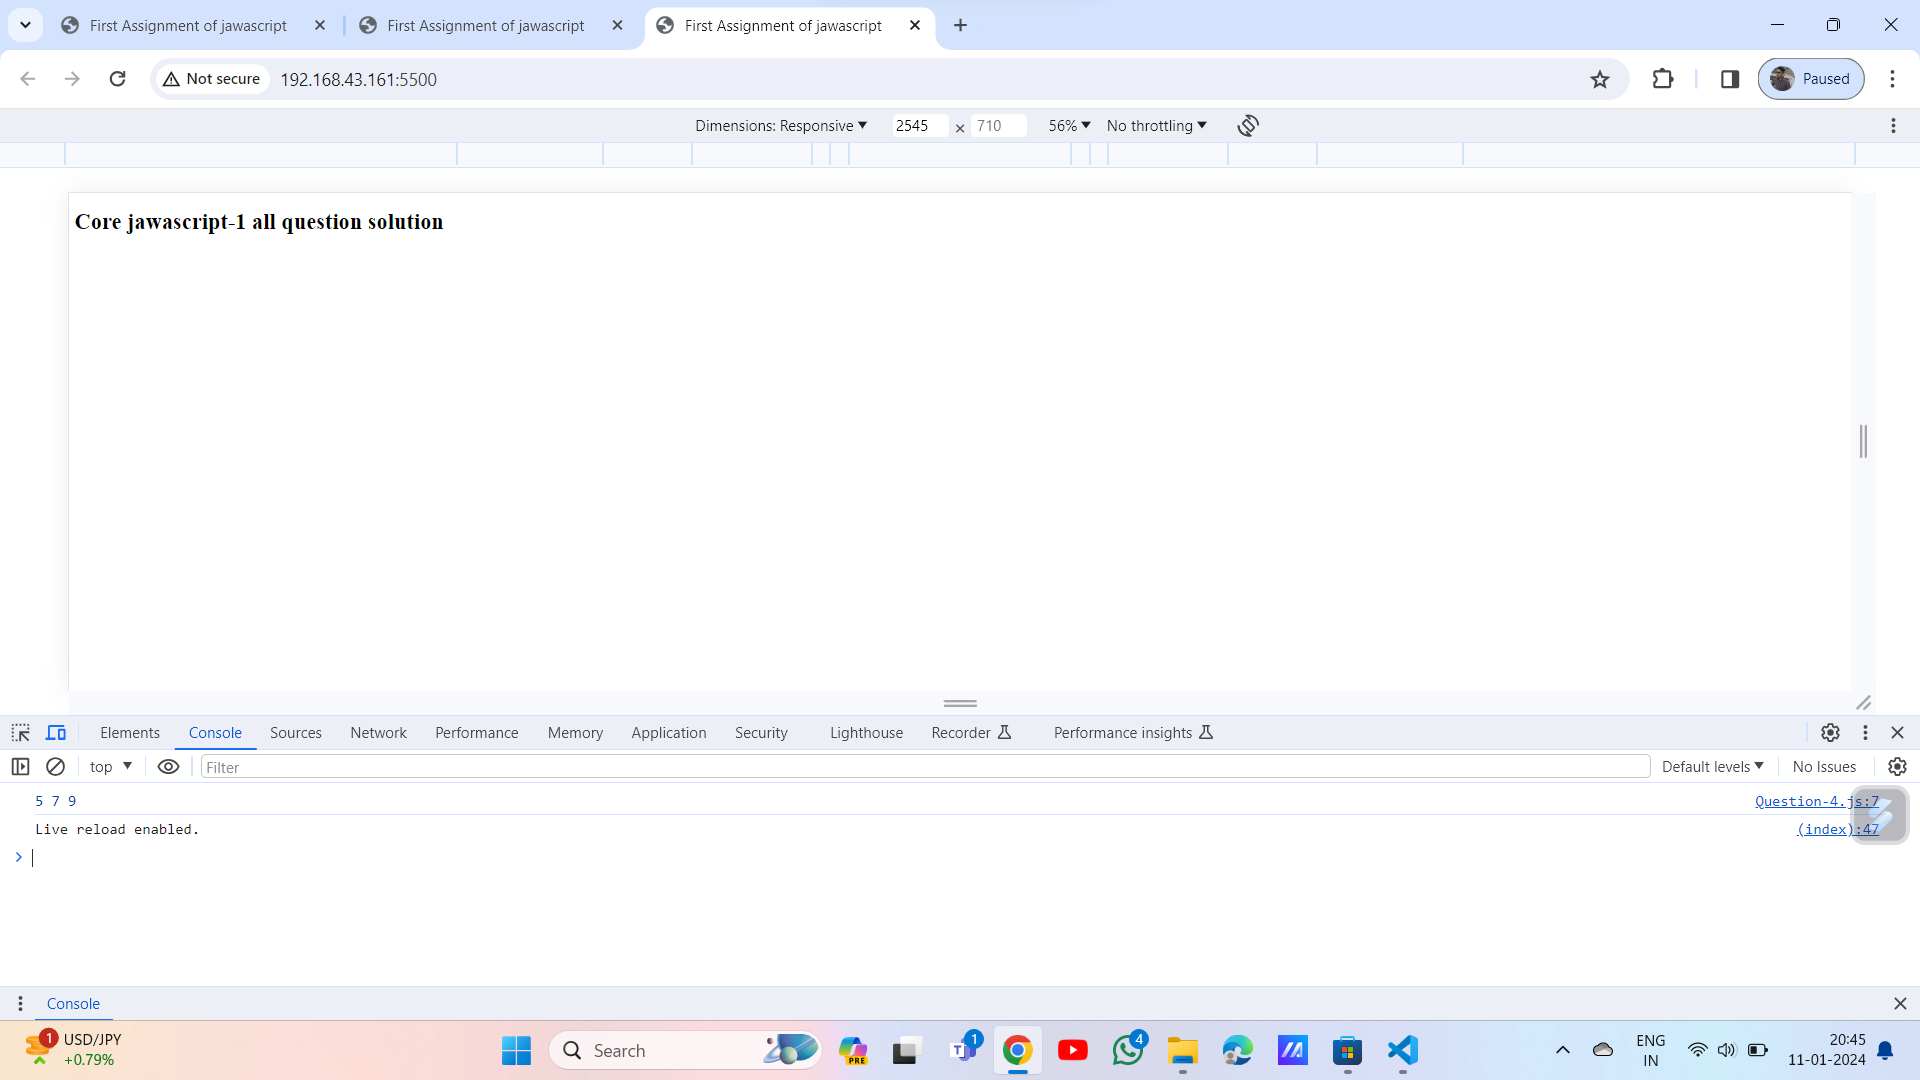 First Assignment of jawascript
First Assignment of jawascript
First Assignment of jawascript
Not secure
192.168.43.161:5500
Paused
Dimensions: Responsive
2545 × 710
56%
No throttling
Core jawascript-1 all question solution
Elements
Console
Sources
Network
Performance
Memory
Application
Security
Lighthouse
Recorder
Performance insights
top
Filter
Default levels
No Issues
5 7 9
Question-4.js:7
Live reload enabled.
(index):47
>
Console
1
USD/JPY
+0.79%
Search
PRE
T
1
4
ENG
IN
20:45
11-01-2024